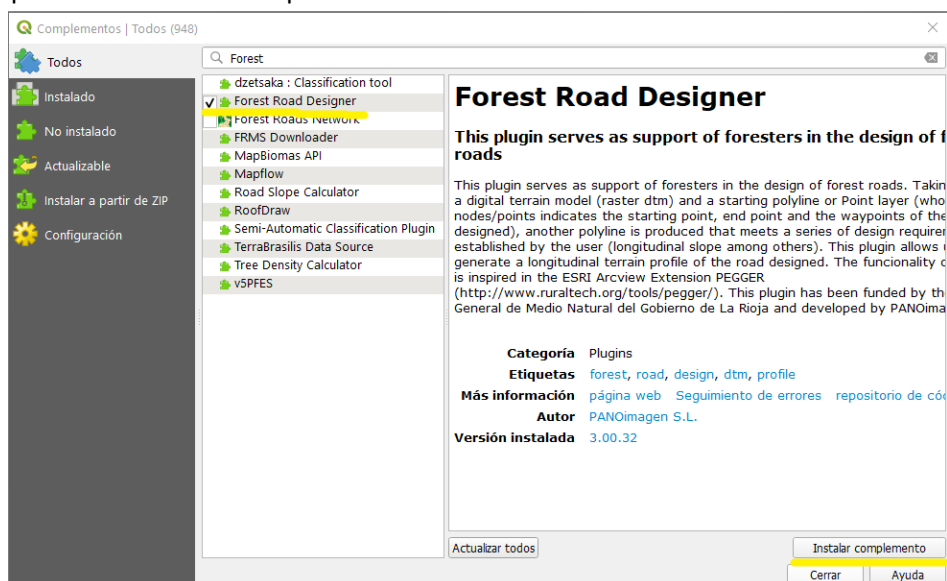 Complementos | Todos (948)
Todos
Instalado
No instalado
Actualizable
Instalar a partir de ZIP
Configuración
Forest
dzetsaka : Classification tool
Forest Road Designer
Forest Roads Network
FRMS Downloader
MapBiomas API
Mapflow
Road Slope Calculator
RoofDraw
Semi-Automatic Classification Plugin
TerraBrasilis Data Source
Tree Density Calculator
v5PFES
Forest Road Designer
This plugin serves as support of foresters in the design of f
roads
This plugin serves as support of foresters in the design of forest roads. Takin
a digital terrain model (raster dtm) and a starting polyline or Point layer (who
nodes/points indicates the starting point, end point and the waypoints of the
designed), another polyline is produced that meets a series of design requirer
established by the user (longitudinal slope among others). This plugin allows
generate a longitudinal terrain profile of the road designed. The funcionality
is inspired in the ESRI Arcview Extension PEGGER
(http://www.ruraltech.org/tools/pegger/). This plugin has been funded by th
General de Medio Natural del Gobierno de La Rioja and developed by PANOima
Categoría Plugins
Etiquetas forest, road, design, dtm, profile
Más información página web Seguimiento de errores repositorio de cód
Autor PANOimagen S.L.
Versión instalada 3.00.32
Actualizar todos
Instalar complemento
Cerrar
Ayuda